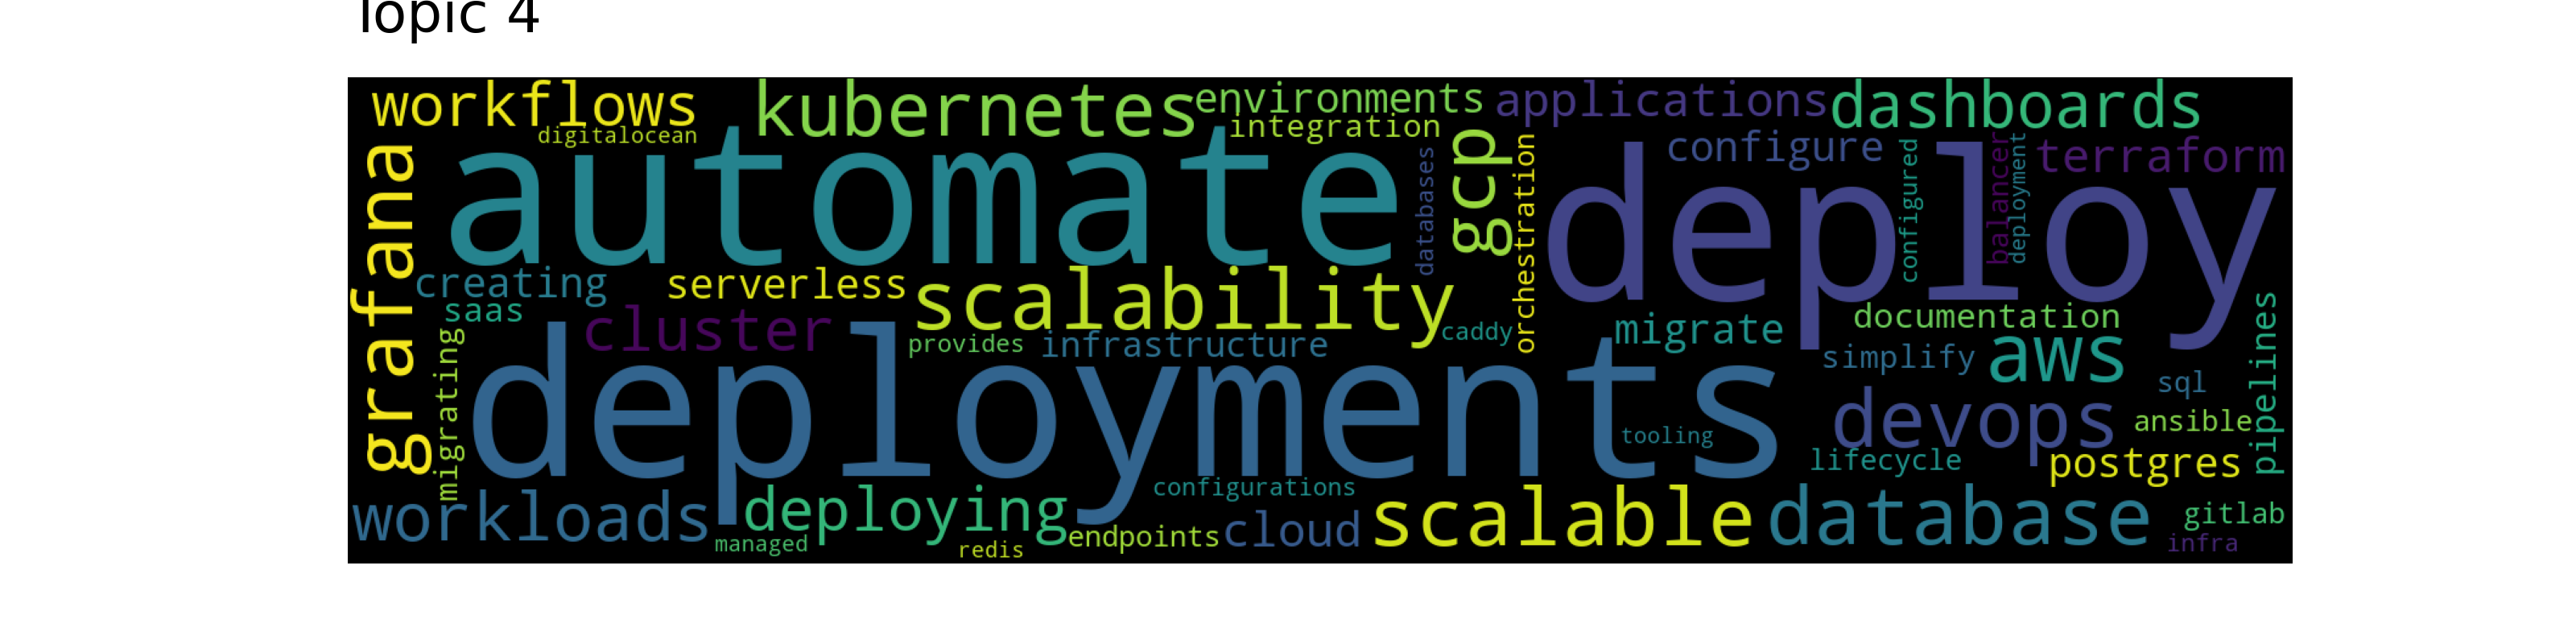 Topic 4
workflows
kubernetes
environments
applications
dashboards
digitalocean
integration
automate
gcp
configure
terraform
grafana
databases
orchestration
deploy
configured
balancer
deployment
creating
serverless
scalability
saas
cluster
provides
infrastructure
caddy
migrate
documentation
simplify
aws
pipelines
migrating
deployments
tooling
sql
devops
ansible
lifecycle
postgres
workloads
deploying
configurations
managed
redis
endpoints
cloud
scalable
database
gitlab
infra